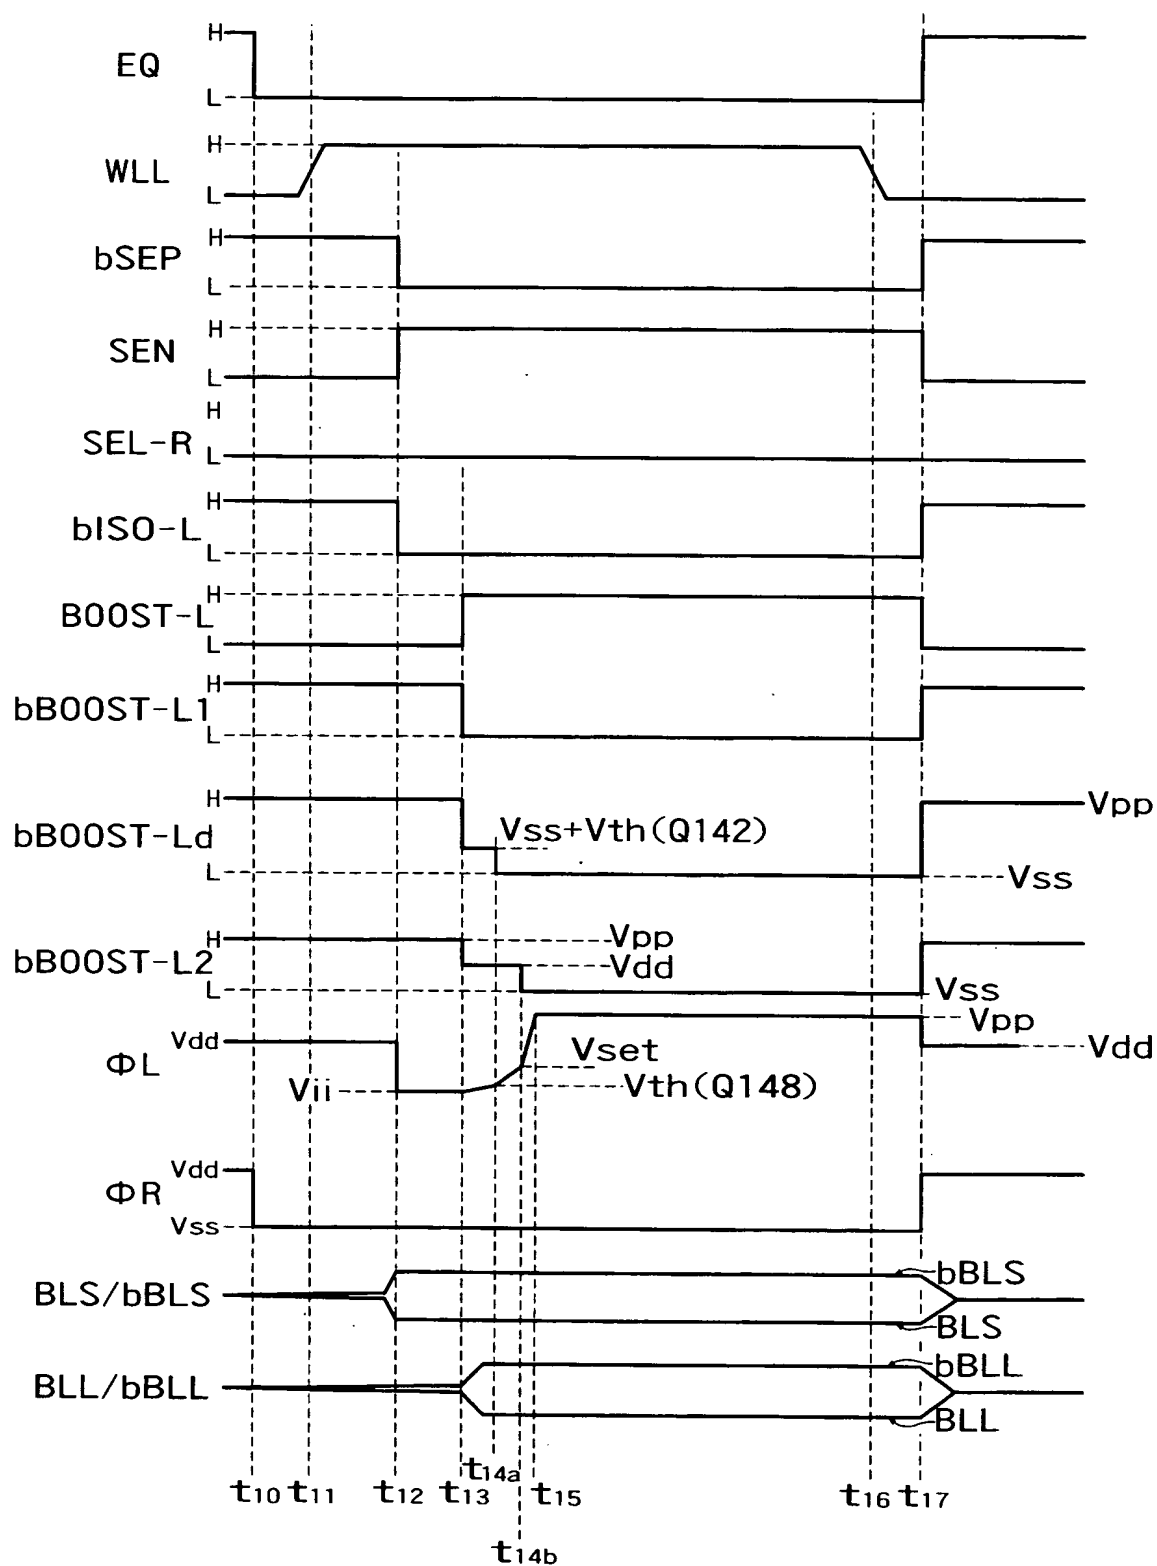 H
EQ
L
H
WLL
L
H
bSEP
L
H
SEN
L
H
SEL-R
L
H
bISO-L
L
H
BOOST-L
L
H
bBOOST-L1
L
H
Vpp
bBOOST-Ld
Vss+Vth(Q142)
L
Vss
H
Vpp
bBOOST-L2
Vdd
L
Vss
Vpp
Vdd
Vset
Vdd
ΦL
Vii
Vth(Q148)
Vdd
ΦR
Vss
bBLS
BLS/bBLS
BLS
bBLL
BLL/bBLL
BLL
t10 t11 t12 t13 t14a t15 t16 t17
t14b